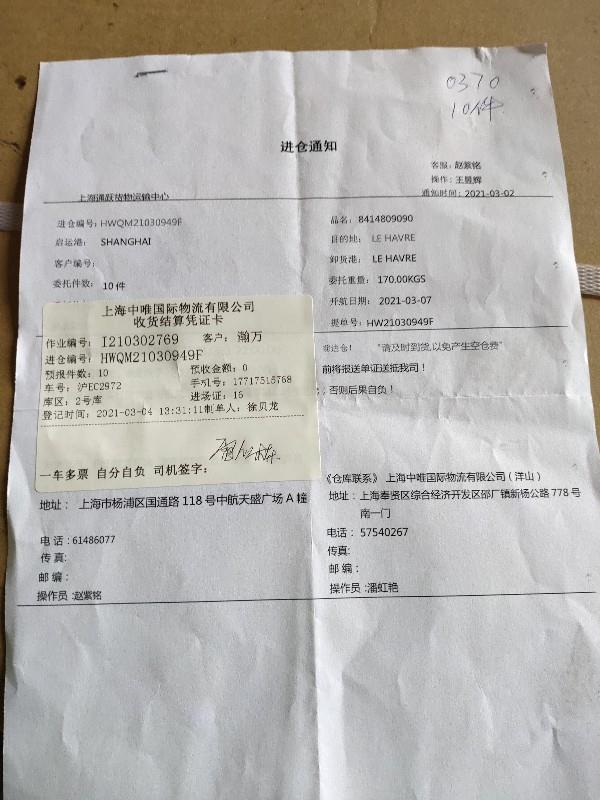 0370
10件
进仓通知
客服：赵紫铭
操作：王晨辉
上海通跃货物运输中心
通知时间：2021-03-02
进仓编号：HWQM21030949F
品名：8414809090
启运港： SHANGHAI
目的地： LE HAVRE
客户编号：
卸货港： LE HAVRE
委托件数：10件
委托重量：170.00KGS
开航日期： 2021-03-07
提单号：HW21030949F
上海中唯国际物流有限公司
收货结算凭证卡
作业编号：I210302769 客户：瀚万
进仓编号：HWQM21030949F
预报件数：10 预收金额：0
车号：沪EC2972 手机号：17717515768
库区：2号库 进场证：15
登记时间：2021-03-04 13:31:11制单人：徐贝龙
一车多票 自分自负 司机签字：
进仓！ "请及时到货,以免产生空仓费"
前将报送单证送抵我司！
，否则后果自负！
《仓库联系》上海中唯国际物流有限公司（洋山）
地址： 上海市杨浦区国通路118号中航天盛广场A幢
地址：上海奉贤区综合经济开发区邵厂镇新杨公路778号
南一门
电话：61486077
电话： 57540267
传真：
传真:
邮编：
邮编：
操作员：赵紫铭
操作员：潘虹艳